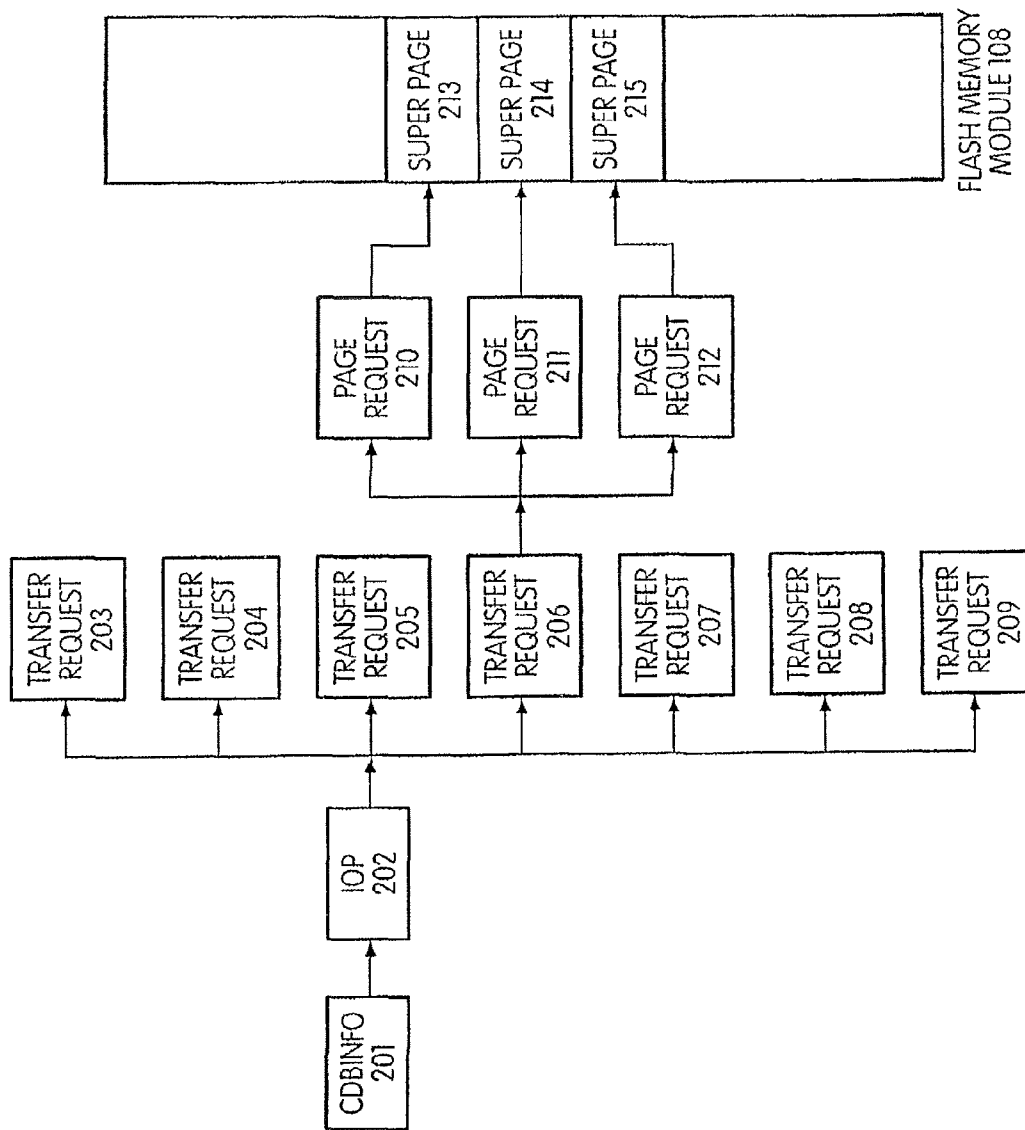 CDBINFO
201
IOP
202
TRANSFER
REQUEST
203
TRANSFER
REQUEST
204
TRANSFER
REQUEST
205
TRANSFER
REQUEST
206
TRANSFER
REQUEST
207
TRANSFER
REQUEST
208
TRANSFER
REQUEST
209
PAGE
REQUEST
210
PAGE
REQUEST
211
PAGE
REQUEST
212
SUPER PAGE
213
SUPER PAGE
214
SUPER PAGE
215
FLASH MEMORY
MODULE 108